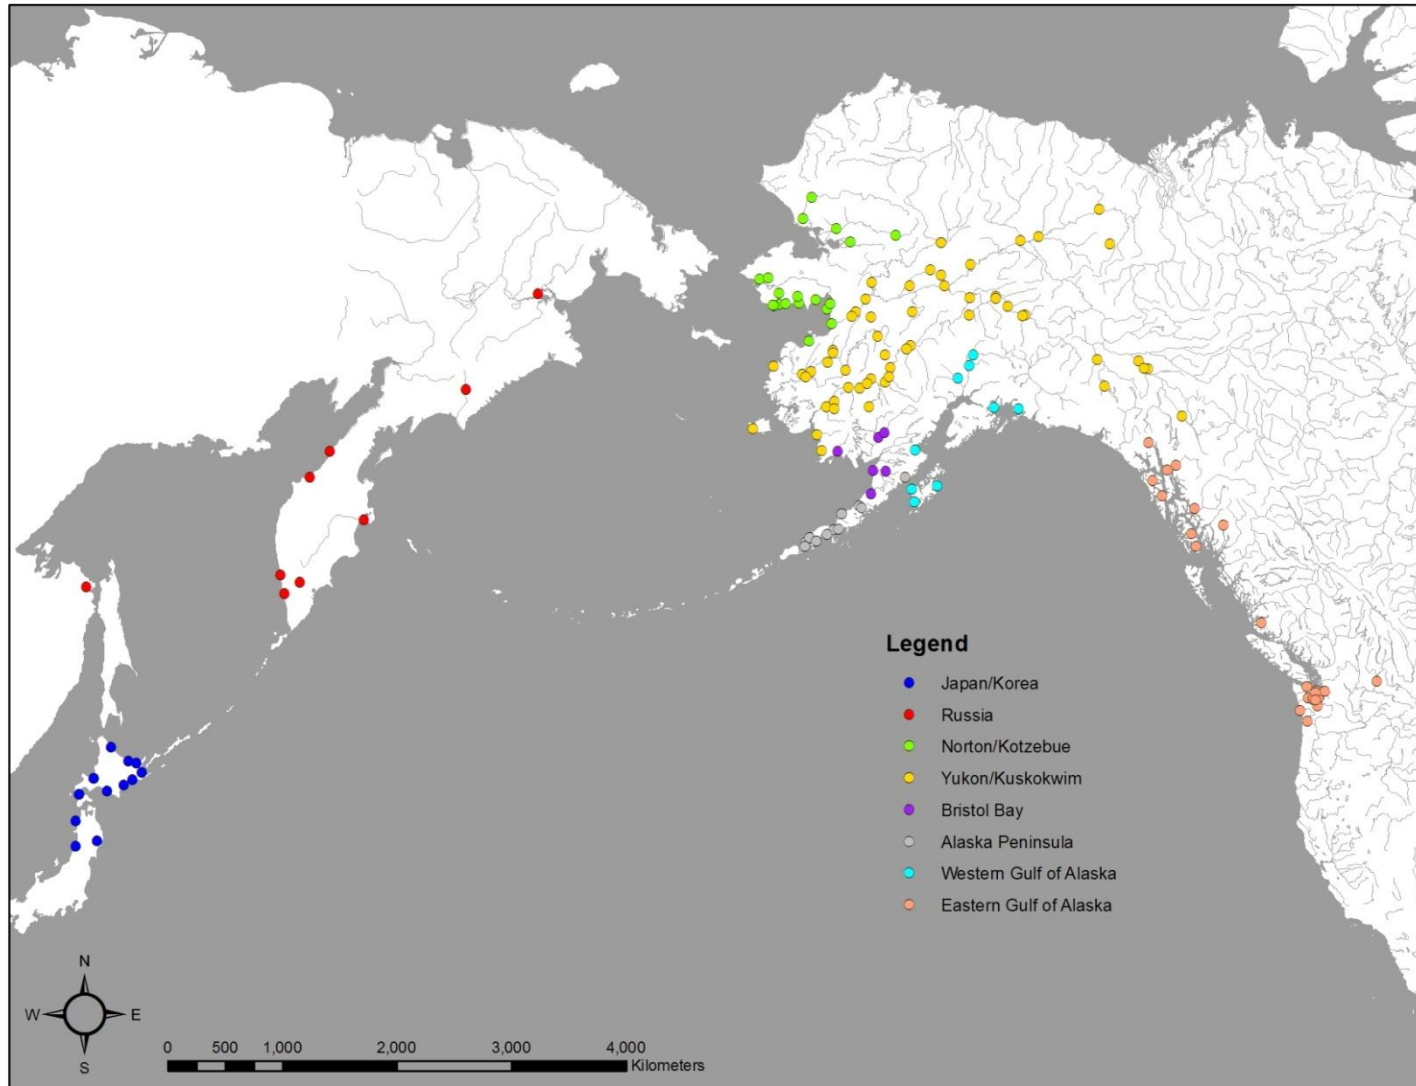 Legend
Japan/Korea
Russia
Norton/Kotzebue
Yukon/Kuskokwim
Bristol Bay
Alaska Peninsula
Western Gulf of Alaska
Eastern Gulf of Alaska
N
W E
S
0 500 1,000 2,000 3,000 4,000
Kilometers